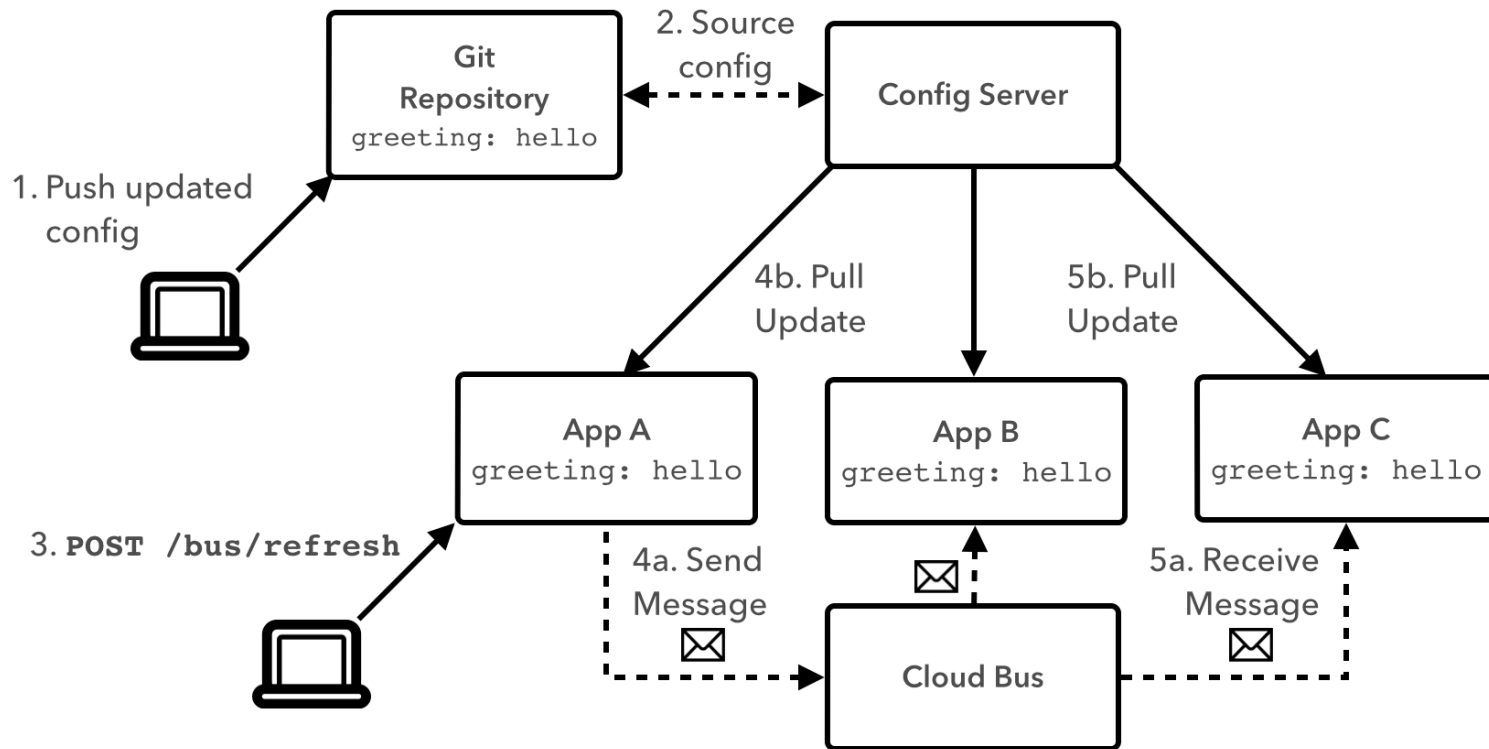 Git
Repository
greeting: hello
2. Source
config
Config Server
1. Push updated
config
4b. Pull
Update
5b. Pull
Update
App A
greeting: hello
App B
greeting: hello
App C
greeting: hello
3. POST /bus/refresh
4a. Send
Message
5a. Receive
Message
Cloud Bus